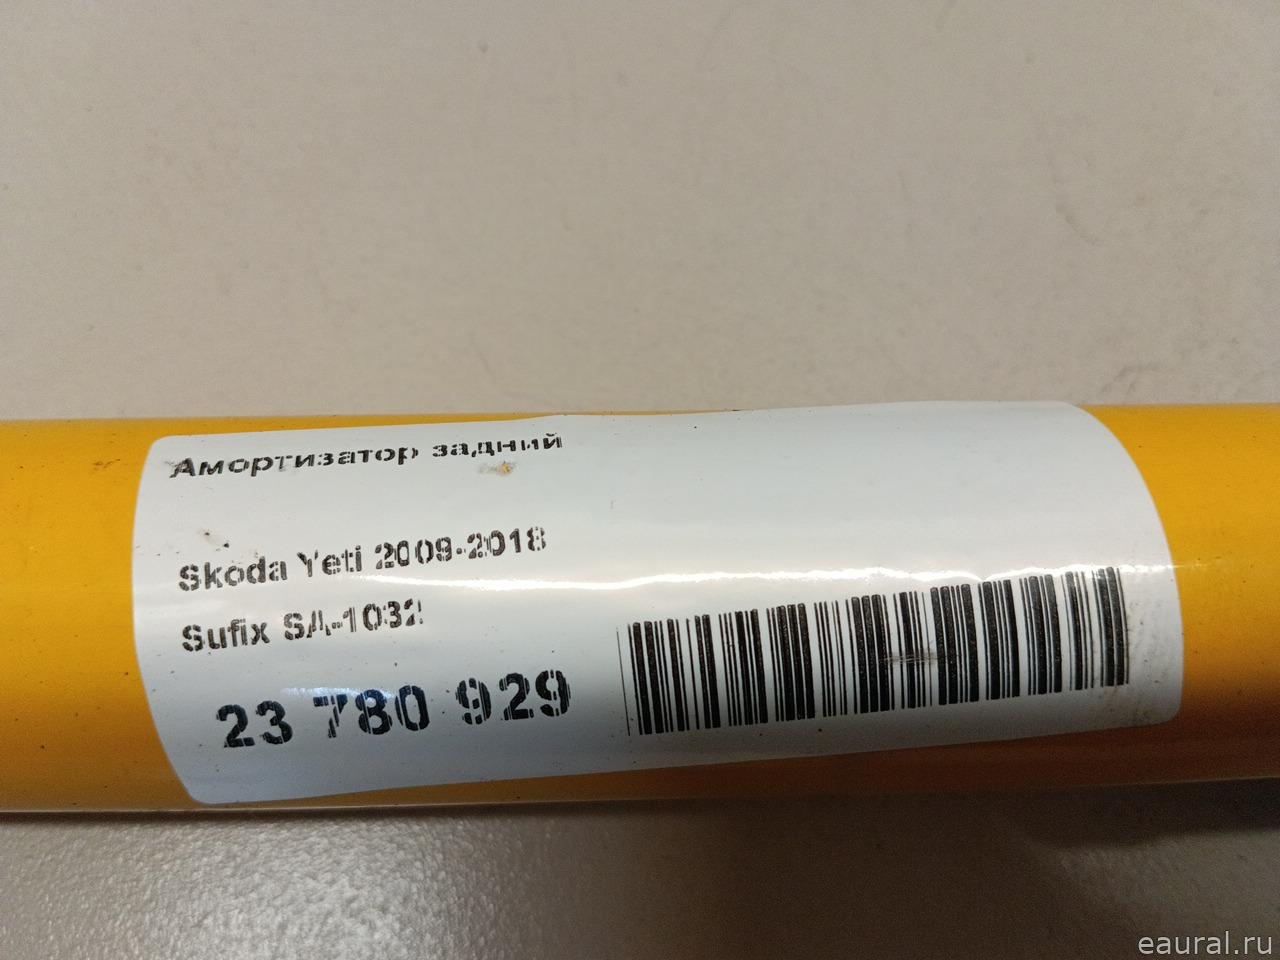 Амортизатор задний
Skoda Yeti 2009-2018
Sufix SA-1032
23 780 929
eaural.ru